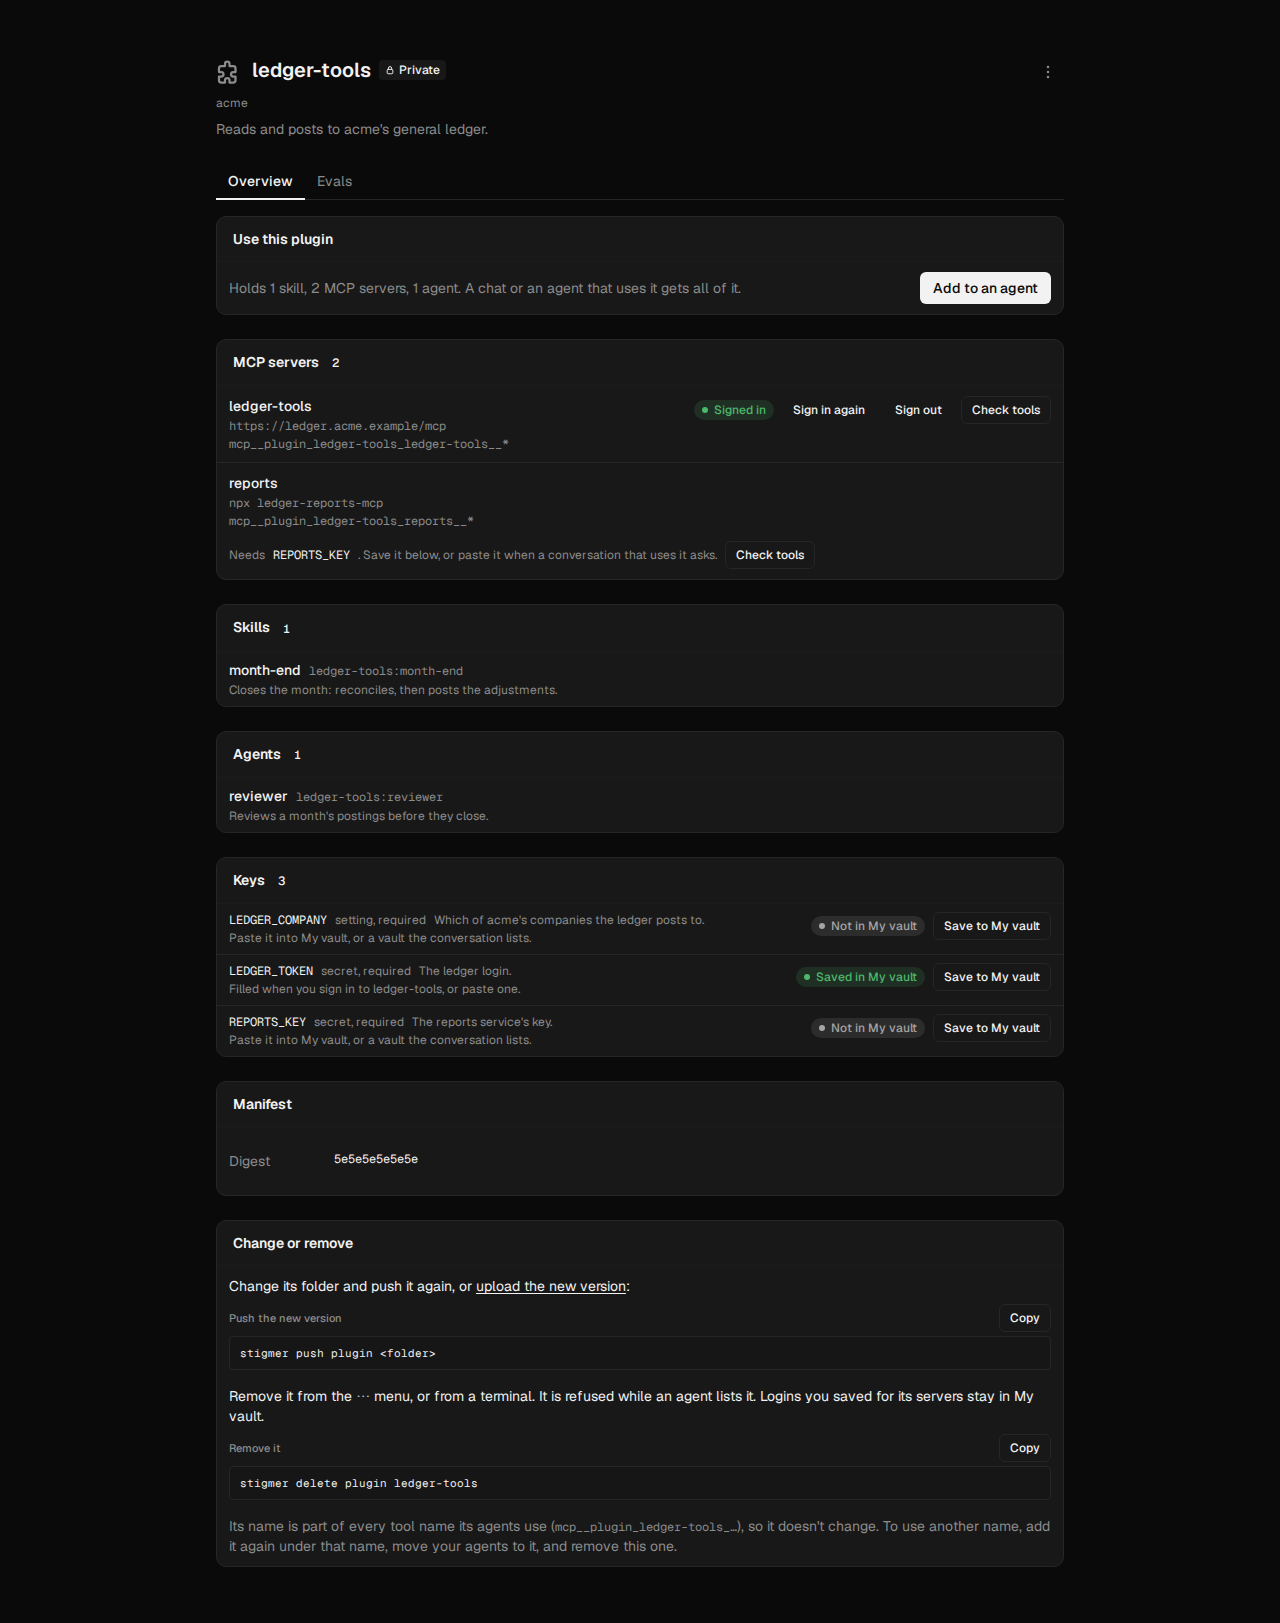 ledger-tools Private
acme
Reads and posts to acme's general ledger.
Overview Evals
Use this plugin
Holds 1 skill, 2 MCP servers, 1 agent. A chat or an agent that uses it gets all of it. Add to an agent
MCP servers 2
ledger-tools Signed in Sign in again Sign out Check tools
https://ledger.acme.example/mcp
mcp__plugin_ledger-tools_ledger-tools__*
reports
npx ledger-reports-mcp
mcp__plugin_ledger-tools_reports__*
Needs REPORTS_KEY . Save it below, or paste it when a conversation that uses it asks. Check tools
Skills 1
month-end ledger-tools:month-end
Closes the month: reconciles, then posts the adjustments.
Agents 1
reviewer ledger-tools:reviewer
Reviews a month's postings before they close.
Keys 3
LEDGER_COMPANY setting, required Which of acme's companies the ledger posts to. Not in My vault Save to My vault
Paste it into My vault, or a vault the conversation lists.
LEDGER_TOKEN secret, required The ledger login. Saved in My vault Save to My vault
Filled when you sign in to ledger-tools, or paste one.
REPORTS_KEY secret, required The reports service's key. Not in My vault Save to My vault
Paste it into My vault, or a vault the conversation lists.
Manifest
Digest 5e5e5e5e5e5e
Change or remove
Change its folder and push it again, or upload the new version:
Push the new version Copy
stigmer push plugin <folder>
Remove it from the ··· menu, or from a terminal. It is refused while an agent lists it. Logins you saved for its servers stay in My
vault.
Remove it Copy
stigmer delete plugin ledger-tools
Its name is part of every tool name its agents use (mcp__plugin_ledger-tools_…), so it doesn't change. To use another name, add
it again under that name, move your agents to it, and remove this one.